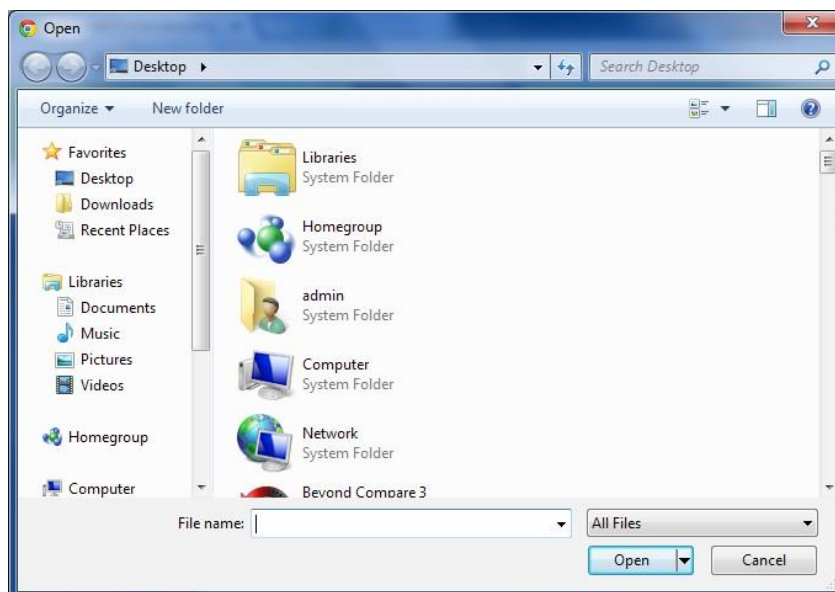 Open
Desktop
Search Desktop
Organize
New folder
Favorites
Desktop
Downloads
Recent Places
Libraries
Documents
Music
Pictures
Videos
Homegroup
Computer
Libraries
System Folder
Homegroup
System Folder
admin
System Folder
Computer
System Folder
Network
System Folder
Beyond Compare 3
File name:
All Files
Open
Cancel